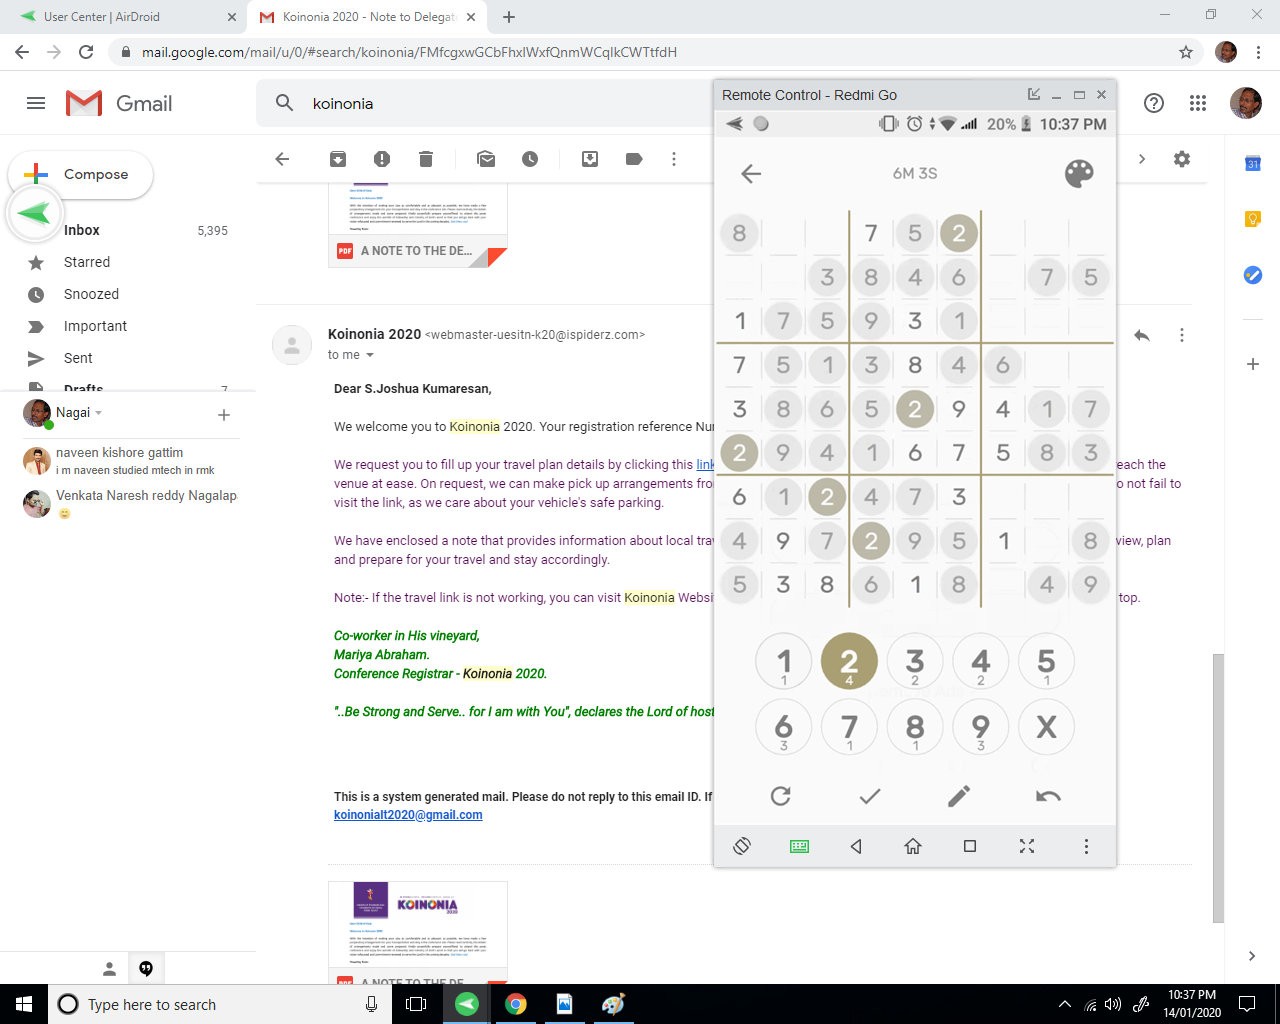 User Center | AirDroid
Koinonia 2020 - Note to Delegat
mail.google.com/mail/u/0/#search/koinonia/FMfcgxwGCbFhxlWxfQnmWCqlkCWTtfdH
Gmail
koinonia
Compose
Inbox 5,395
Starred
Snoozed
Important
Sent
Drafts 7
Nagai
naveen kishore gattim
i m naveen studied mtech in rmk
Venkata Naresh reddy Nagalap
PDF A NOTE TO THE DE...
Koinonia 2020 <webmaster-uesitn-k20@ispiderz.com>
to me
Dear S.Joshua Kumaresan,
We welcome you to Koinonia 2020. Your registration reference Nu
We request you to fill up your travel plan details by clicking this link each the
venue at ease. On request, we can make pick up arrangements fro o not fail to
visit the link, as we care about your vehicle's safe parking.
We have enclosed a note that provides information about local trav view, plan
and prepare for your travel and stay accordingly.
Note:- If the travel link is not working, you can visit Koinonia Websi top.
Co-worker in His vineyard,
Mariya Abraham.
Conference Registrar - Koinonia 2020.
"..Be Strong and Serve.. for I am with You", declares the Lord of host
This is a system generated mail. Please do not reply to this email ID. If
koinonialt2020@gmail.com
KOINONIA
2020
PDF A NOTE TO THE DE
Remote Control - Redmi Go
20% 10:37 PM
6M 3S
8 7 5 2
3 8 4 6 7 5
1 7 5 9 3 1
7 5 1 3 8 4 6
3 8 6 5 2 9 4 1 7
2 9 4 1 6 7 5 8 3
6 1 2 4 7 3
4 9 7 2 9 5 1 8
5 3 8 6 1 8 4 9
1 2 3 4 5
1 4 2 2 1
6 7 8 9 X
3 1 1 3
31
Type here to search
10:37 PM
14/01/2020